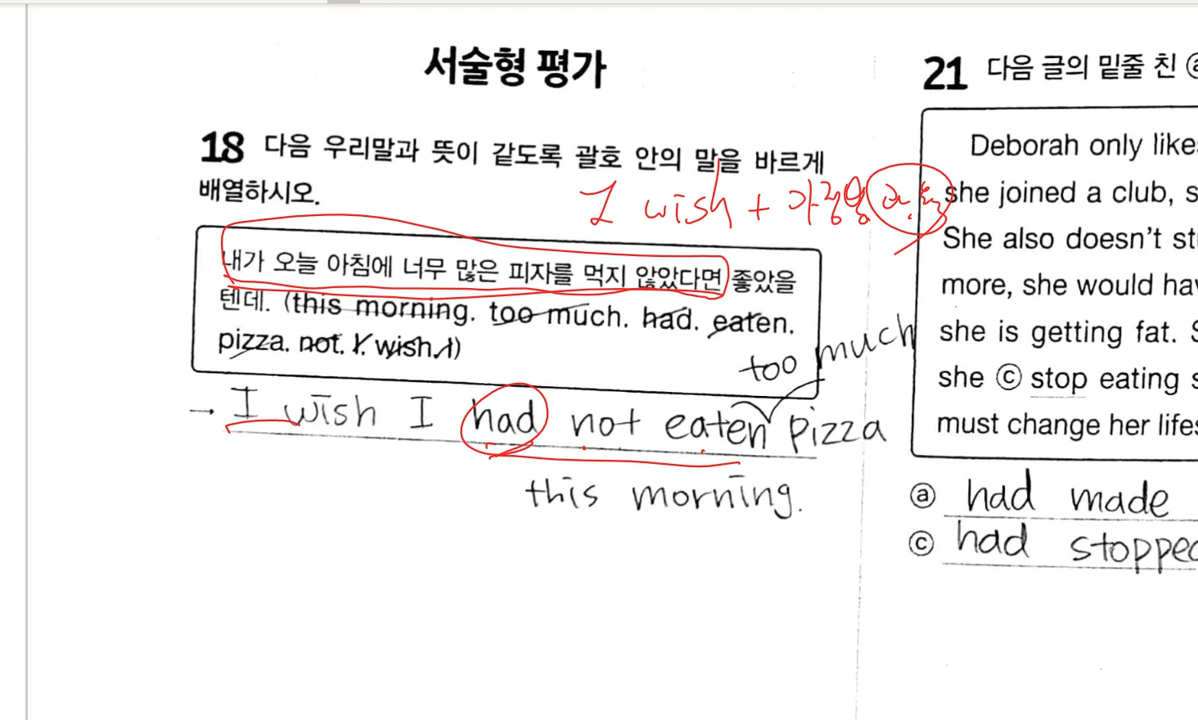 서술형 평가
18 다음 우리말과 뜻이 같도록 괄호 안의 말을 바르게
배열하시오.
I wish + 가정법
내가 오늘 아침에 너무 많은 피자를 먹지 않았다면 좋았을
텐데. (this morning. too much. had. eaten.
pizza. not. I. wish. I)
too much
→ I wish I had not eaten pizza
this morning.
21 다음 글의 밑줄 친 ⓐ
Deborah only like
she joined a club, s
She also doesn't st
more, she would ha
she is getting fat. S
she ⓒ stop eating s
must change her life
ⓐ had made
ⓒ had stopped